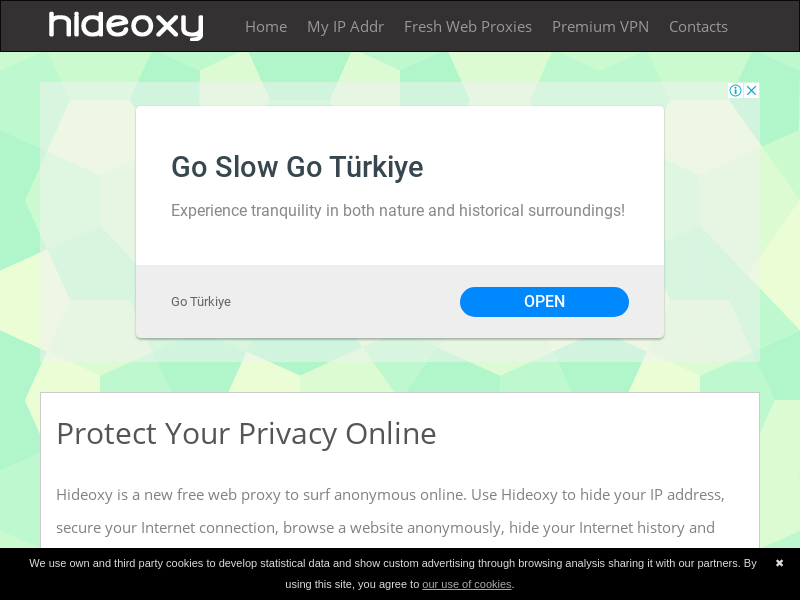 hideoxy
Home My IP Addr Fresh Web Proxies Premium VPN Contacts
Go Slow Go Türkiye
Experience tranquility in both nature and historical surroundings!
Go Türkiye
OPEN
Protect Your Privacy Online
Hideoxy is a new free web proxy to surf anonymous online. Use Hideoxy to hide your IP address,
secure your Internet connection, browse a website anonymously, hide your Internet history and
We use own and third party cookies to develop statistical data and show custom advertising through browsing analysis sharing it with our partners. By
using this site, you agree to our use of cookies.